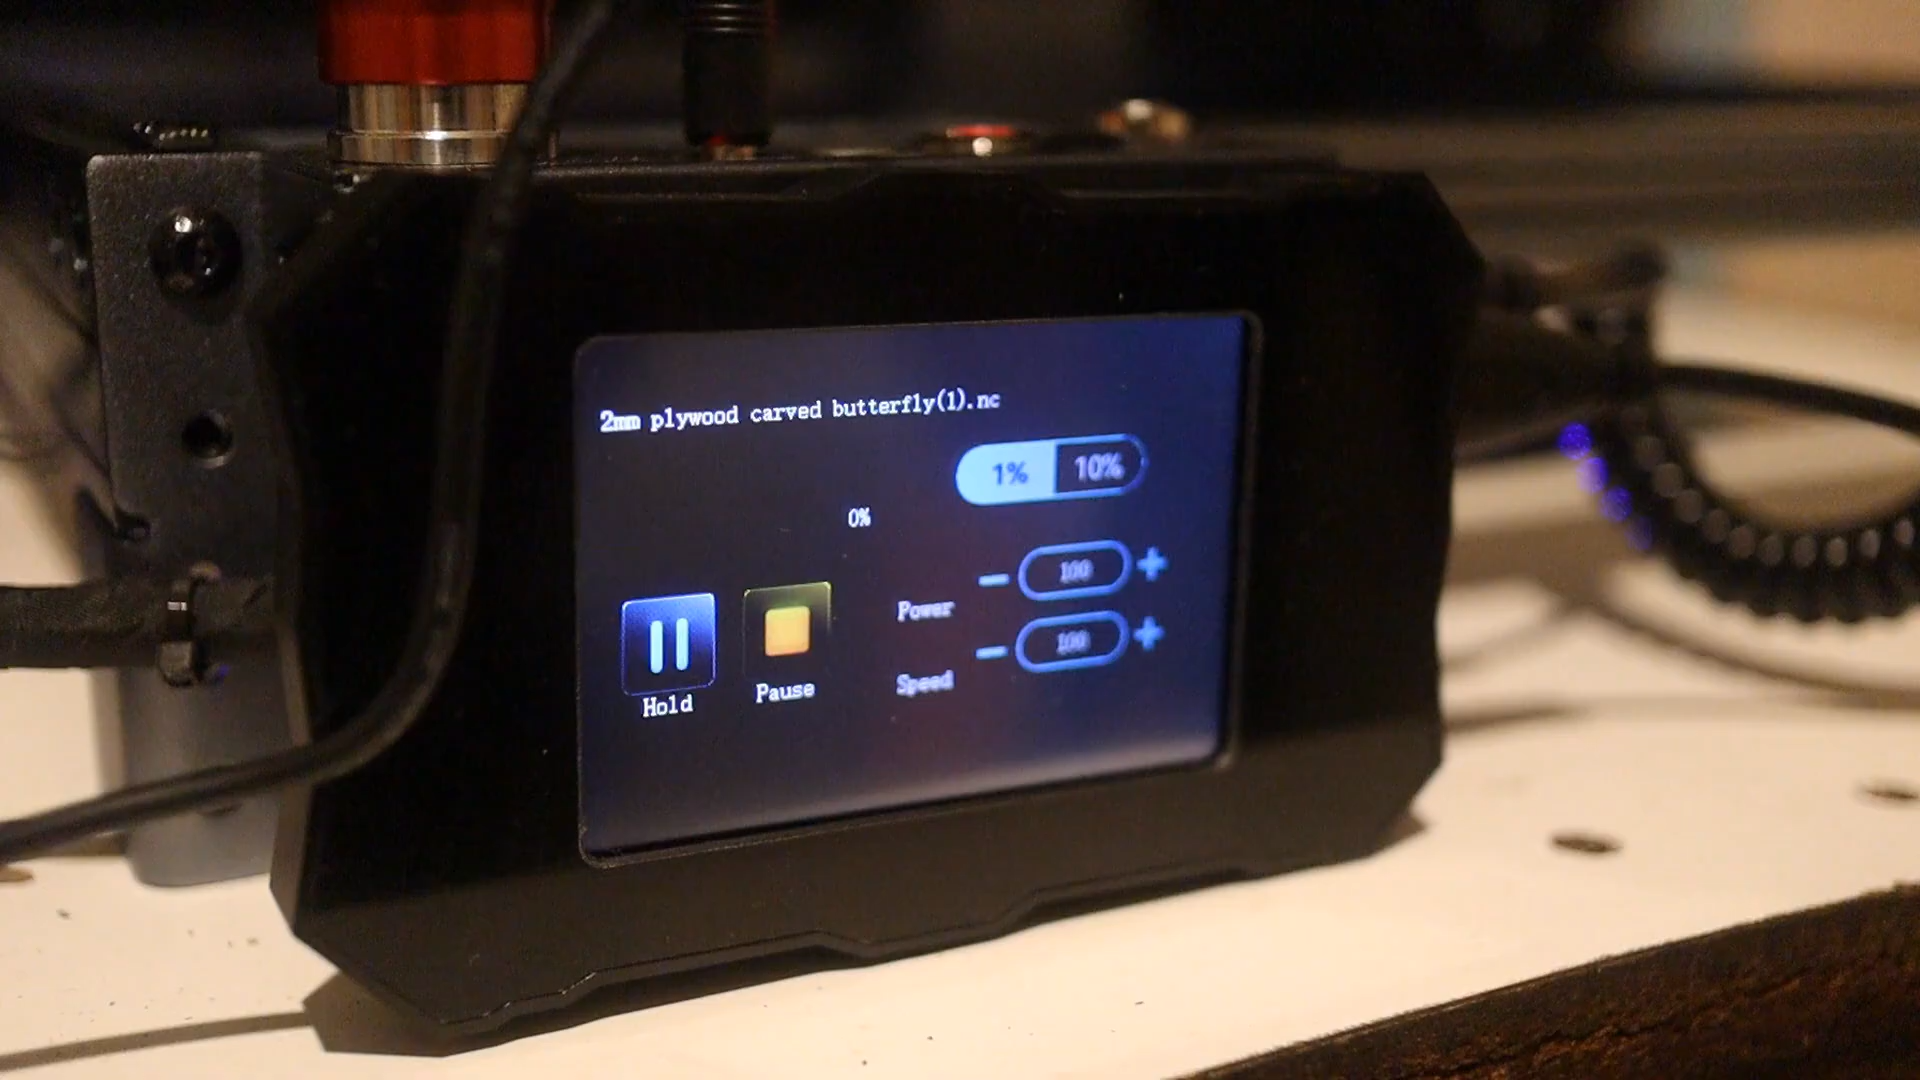 2mm plywood carved butterfly(1).nc
1% 10%
0%
100
Power
100
Speed
Hold
Pause